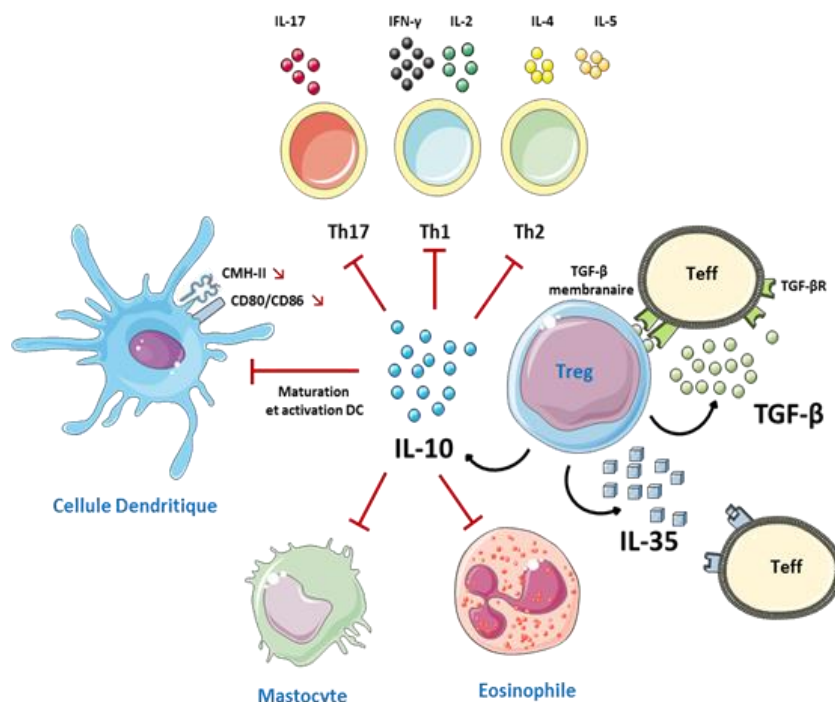 IL-17
IFN-γ
IL-2
IL-4
IL-5
Th17
Th1
Th2
CMH-II
CD80/CD86
TGF-β
membranaire
Teff
TGF-βR
Treg
Maturation
et activation DC
IL-10
TGF-β
Cellule Dendritique
IL-35
Teff
Mastocyte
Eosinophile